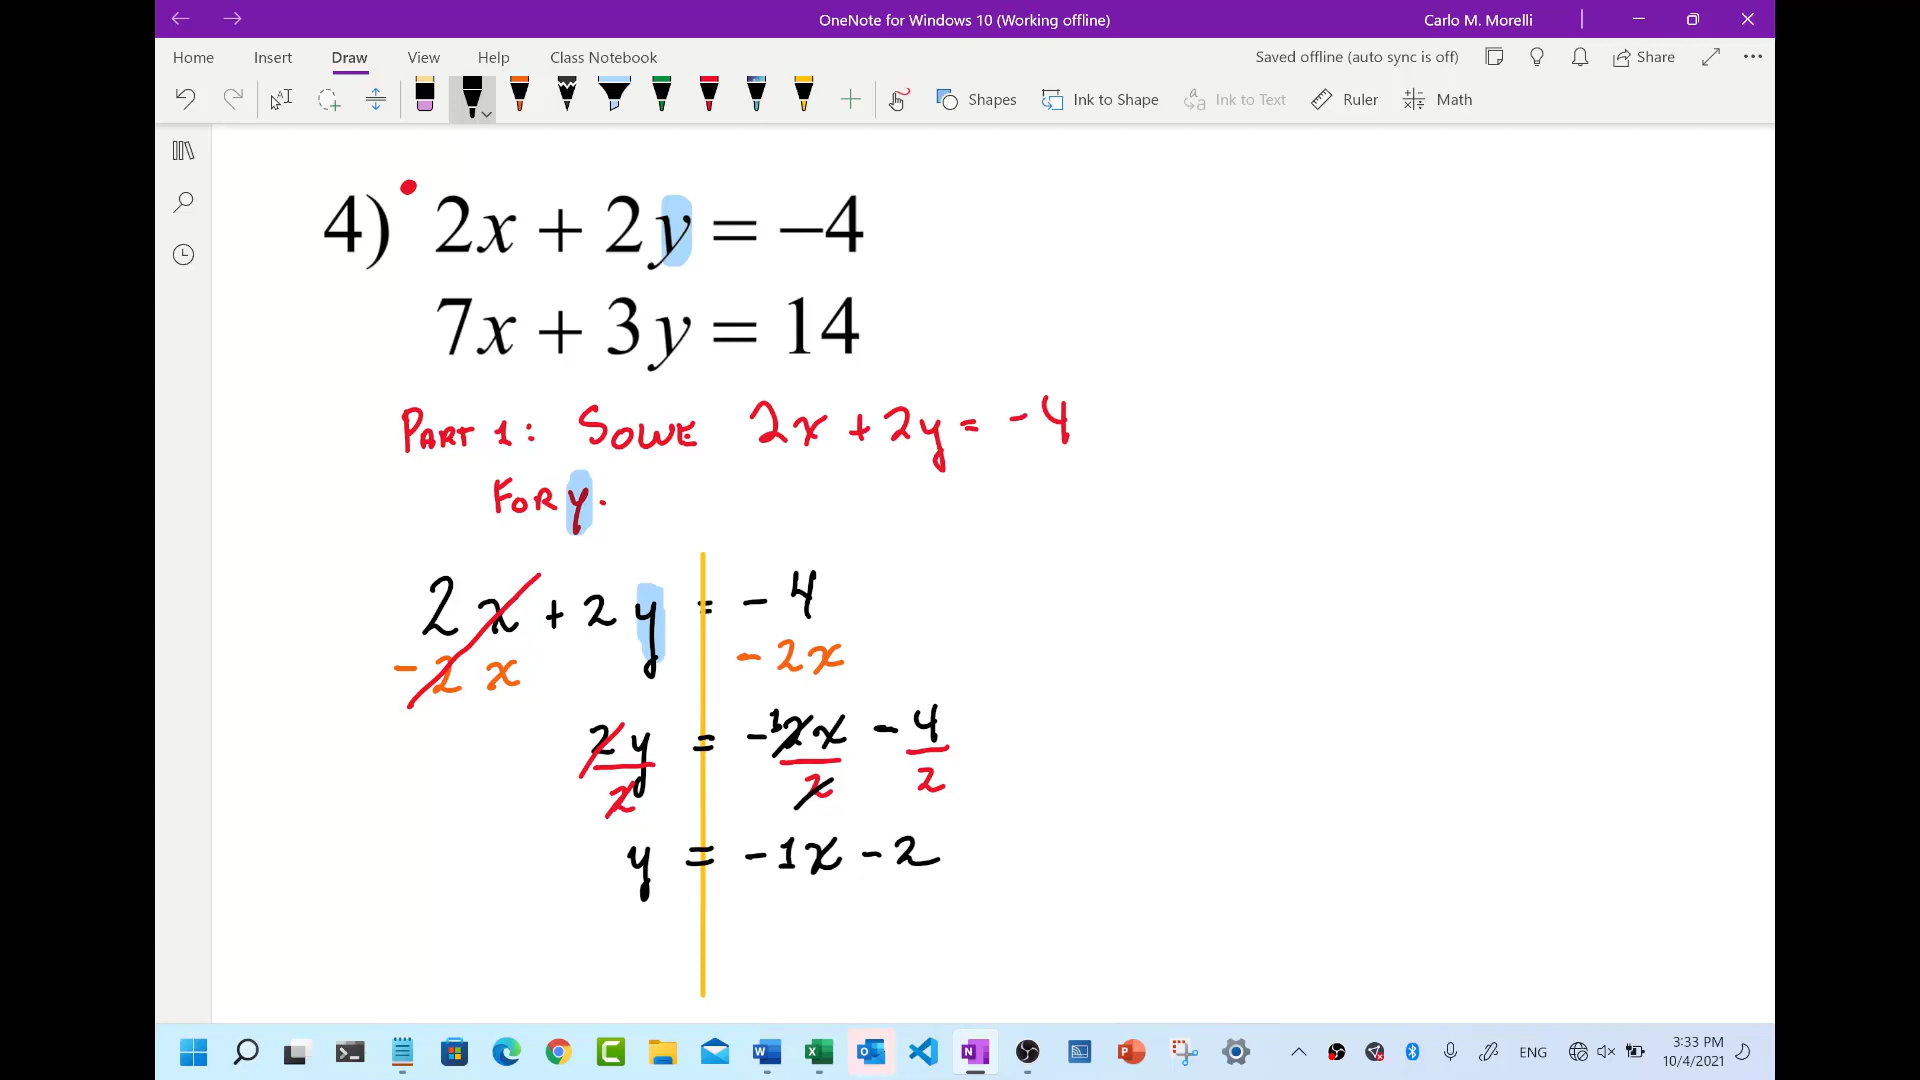 OneNote for Windows 10 (Working offline)
Carlo M. Morelli
Home Insert Draw View Help Class Notebook
Saved offline (auto sync is off) Share
Shapes Ink to Shape Ink to Text Ruler Math
4) 2x + 2y = −4
7x + 3y = 14
PART 1: SOLVE 2x + 2y = -4
FOR y.
2x + 2y = -4
-2x -2x
2y = -12x - 4
2 2 2
y = -1x - 2
ENG
3:33 PM
10/4/2021